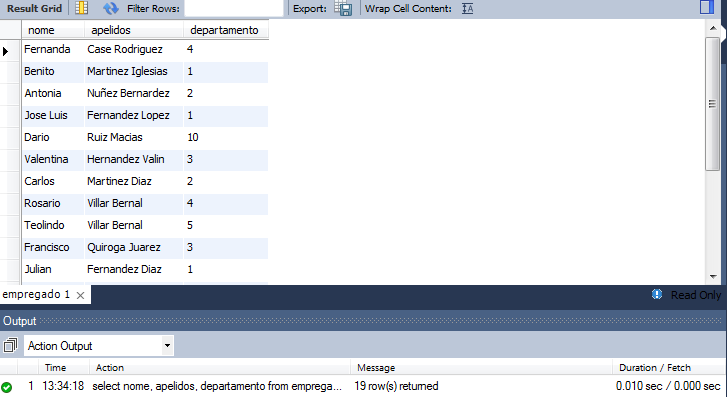 Result Grid Filter Rows: Export: Wrap Cell Content:
nome apelidos departamento
Fernanda Case Rodriguez 4
Benito Martinez Iglesias 1
Antonia Nuñez Bernardez 2
Jose Luis Fernandez Lopez 1
Dario Ruiz Macias 10
Valentina Hernandez Valin 3
Carlos Martinez Diaz 2
Rosario Villar Bernal 4
Teolindo Villar Bernal 5
Francisco Quiroga Juarez 3
Julian Fernandez Diaz 1
empregado 1 Read Only
Output
Action Output
Time Action Message Duration / Fetch
1 13:34:18 select nome, apelidos, departamento from emprega... 19 row(s) returned 0.010 sec / 0.000 sec